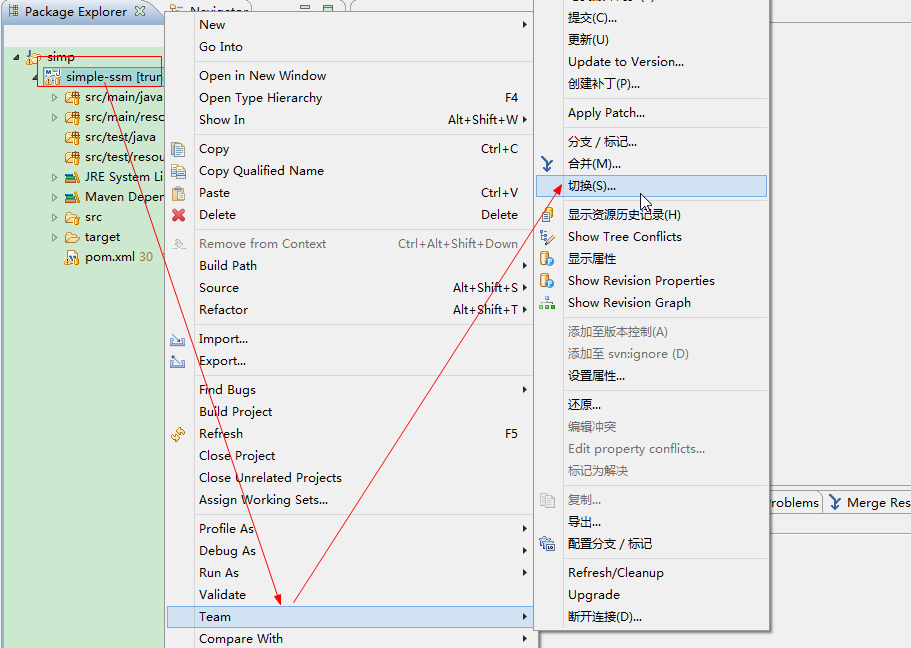 Package Explorer
Navigator
simp
simple-ssm [trun
src/main/java
src/main/reso
src/test/java
src/test/resou
JRE System Li
Maven Deper
src
target
pom.xml 30
New
Go Into
Open in New Window
Open Type Hierarchy F4
Show In Alt+Shift+W
Copy Ctrl+C
Copy Qualified Name
Paste Ctrl+V
Delete Delete
Remove from Context Ctrl+Alt+Shift+Down
Build Path
Source Alt+Shift+S
Refactor Alt+Shift+T
Import...
Export...
Find Bugs
Build Project
Refresh F5
Close Project
Close Unrelated Projects
Assign Working Sets...
Profile As
Debug As
Run As
Validate
Team
Compare With
提交(C)...
更新(U)
Update to Version...
创建补丁(P)...
Apply Patch...
分支 / 标记...
合并(M)...
切换(S)...
显示资源历史记录(H)
Show Tree Conflicts
显示属性
Show Revision Properties
Show Revision Graph
添加至版本控制(A)
添加至 svn:ignore (D)
设置属性...
还原...
编辑冲突
Edit property conflicts...
标记为解决
复制...
导出...
配置分支 / 标记
Refresh/Cleanup
Upgrade
断开连接(D)...
roblems
Merge Res